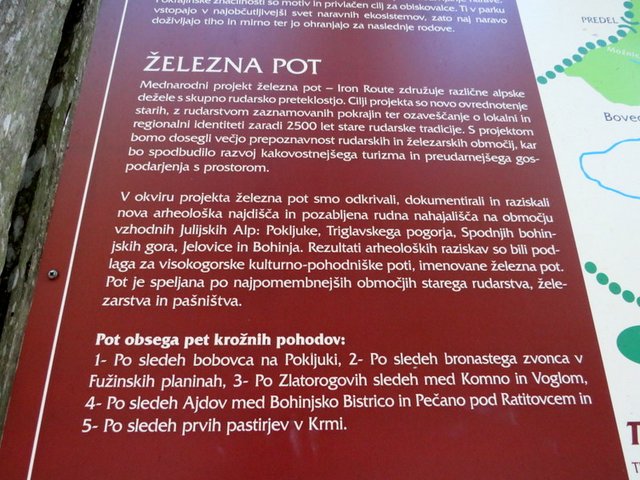 Pokrajinske značilnosti so motiv in privlačen cilj za obiskovalce. Ti v parku
vstopajo v najobčutljivejši svet naravnih ekosistemov, zato naj naravo
doživljajo tiho in mirno ter jo ohranjajo za naslednje rodove.
ŽELEZNA POT
Mednarodni projekt železna pot – Iron Route združuje različne alpske
dežele s skupno rudarsko preteklostjo. Cilji projekta so novo ovrednotenje
starih, z rudarstvom zaznamovanih pokrajin ter ozaveščanje o lokalni in
regionalni identiteti zaradi 2500 let stare rudarske tradicije. S projektom
bomo dosegli večjo prepoznavnost rudarskih in železarskih območij, kar
bo spodbudilo razvoj kakovostnejšega turizma in preudarnejšega gos-
podarjenja s prostorom.
V okviru projekta železna pot smo odkrivali, dokumentirali in raziskali
nova arheološka najdišča in pozabljena rudna nahajališča na območju
vzhodnih Julijskih Alp: Pokljuke, Triglavskega pogorja, Spodnjih bohin-
jskih gora, Jelovice in Bohinja. Rezultati arheoloških raziskav so bili pod-
laga za visokogorske kulturno-pohodniške poti, imenovane železna pot.
Pot je speljana po najpomembnejših območjih starega rudarstva, žele-
zarstva in pašništva.
Pot obsega pet krožnih pohodov:
1- Po sledeh bobovca na Pokljuki, 2- Po sledeh bronastega zvonca v
Fužinskih planinah, 3- Po Zlatorogovih sledeh med Komno in Voglom,
4- Po sledeh Ajdov med Bohinjsko Bistrico in Pečano pod Ratitovcem in
5- Po sledeh prvih pastirjev v Krmi.
PREDEL
Bovec